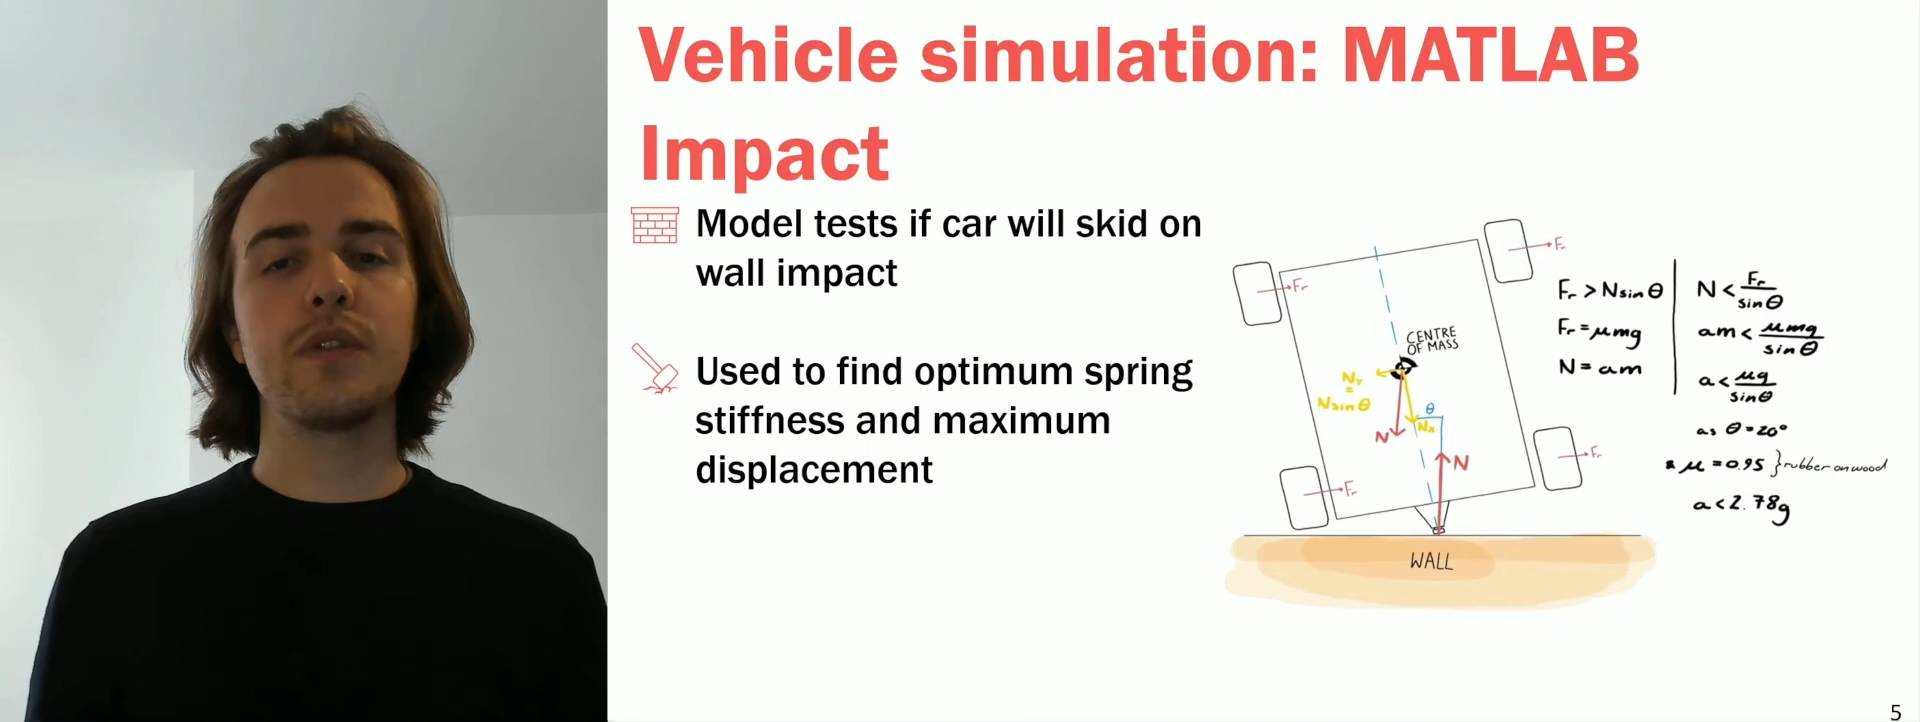 Vehicle simulation: MATLAB
Impact
Model tests if car will skid on
wall impact
Used to find optimum spring
stiffness and maximum
displacement
Fr
Fr
CENTRE
OF MASS
Ny
=
Nsinθ
θ
Nx
N
N
Fr
Fr
WALL
Fr > Nsinθ
Fr = μmg
N = am
N < Fr/sinθ
am < μmg/sinθ
a < μg/sinθ
as θ = 20°
μ = 0.95 } rubber on wood
a < 2.78g
5